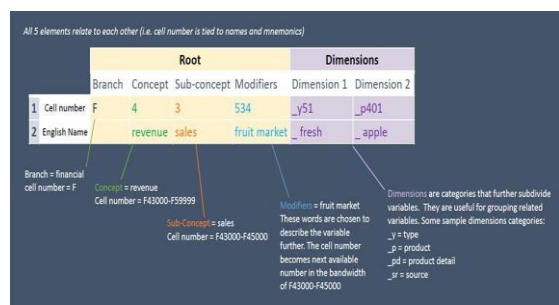 All 5 elements relate to each other (i.e. cell number is tied to names and mnemonics)
Root Dimensions
Branch Concept Sub-concept Modifiers Dimension 1 Dimension 2
1 Cell number F 4 3 534 _y51 _p401
2 English Name revenue sales fruit market _ fresh _ apple
Branch = financial
cell number = F
Concept = revenue
Cell number = F43000-F59999
Sub-Concept = sales
Cell number = F43000-F45000
Modifiers = fruit market
These words are chosen to
describe the variable
further. The cell number
becomes next available
number in the bandwidth
of F43000-F45000
Dimensions are categories that further subdivide
variables. They are useful for grouping related
variables. Some sample dimensions categories:
_y = type
_p = product
_pd = product detail
_sr = source